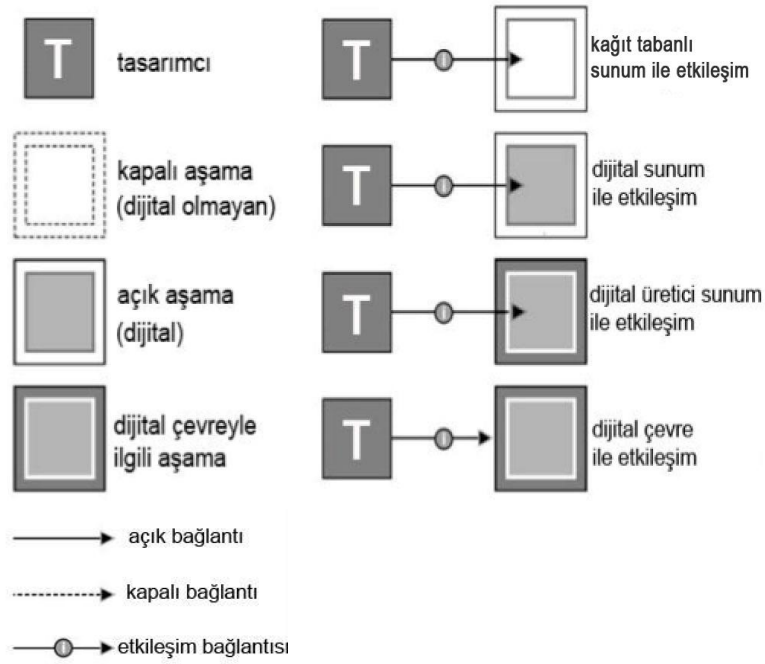 T
tasarımcı
kapalı aşama
(dijital olmayan)
açık aşama
(dijital)
dijital çevreyle
ilgili aşama
açık bağlantı
kapalı bağlantı
etkileşim bağlantısı
T
kağıt tabanlı
sunum ile etkileşim
T
dijital sunum
ile etkileşim
T
dijital üretici sunum
ile etkileşim
T
dijital çevre
ile etkileşim